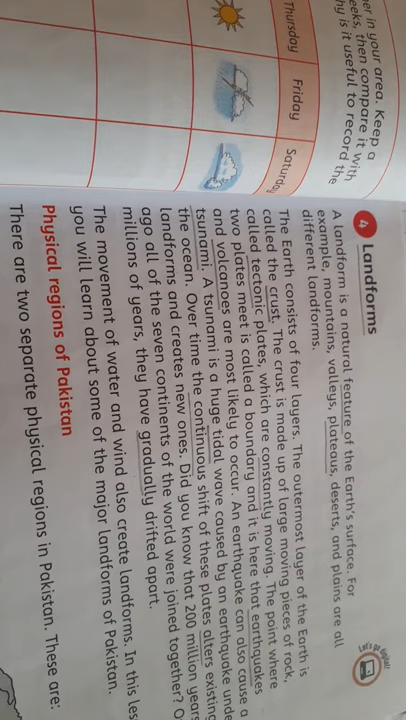 her in your area. Keep a
eeks, then compare it with
hy is it useful to record the
Thursday Friday Saturday
4 Landforms
A landform is a natural feature of the Earth's surface. For
example, mountains, valleys, plateaus, deserts, and plains are all
different landforms.
The Earth consists of four layers. The outermost layer of the Earth is
called the crust. The crust is made up of large moving pieces of rock,
called tectonic plates, which are constantly moving. The point where
two plates meet is called a boundary and it is here that earthquakes
and volcanoes are most likely to occur. An earthquake can also cause a
tsunami. A tsunami is a huge tidal wave caused by an earthquake unde
the ocean. Over time the continuous shift of these plates alters existing
landforms and creates new ones. Did you know that 200 million years
ago all of the seven continents of the world were joined together? O
millions of years, they have gradually drifted apart.
The movement of water and wind also create landforms. In this les
you will learn about some of the major landforms of Pakistan.
Physical regions of Pakistan
There are two separate physical regions in Pakistan. These are: